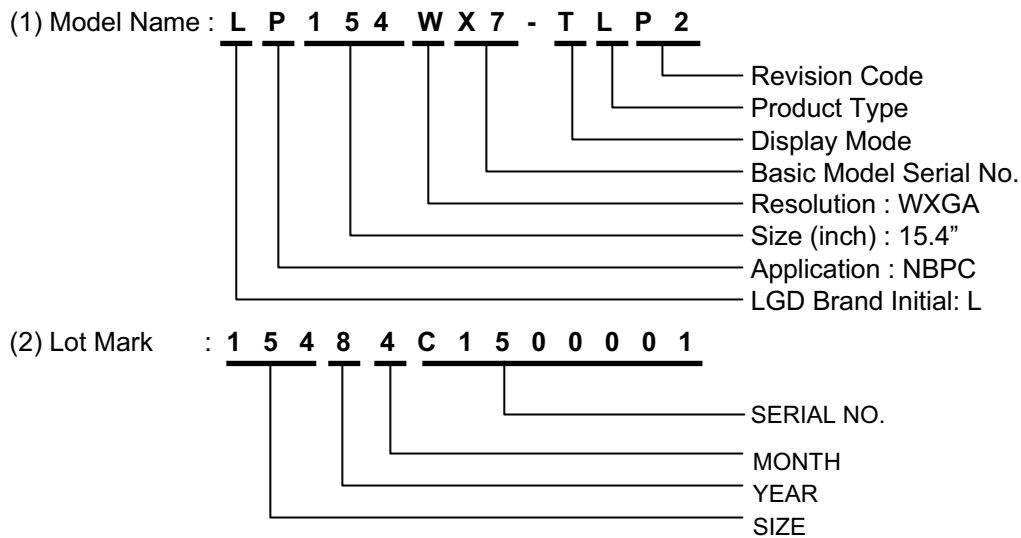 (1) Model Name : L P 1 5 4 W X 7 - T L P 2
Revision Code
Product Type
Display Mode
Basic Model Serial No.
Resolution : WXGA
Size (inch) : 15.4”
Application : NBPC
LGD Brand Initial: L
(2) Lot Mark : 1 5 4 8 4 C 1 5 0 0 0 0 1
SERIAL NO.
MONTH
YEAR
SIZE